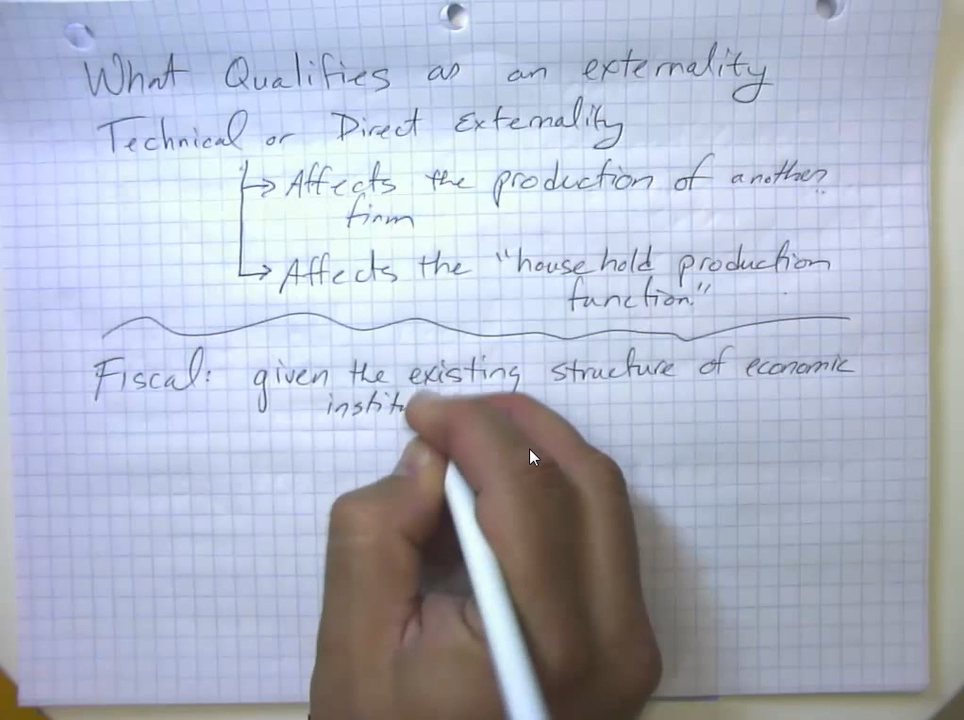 What Qualifies as an externality
Technical or Direct Externality
→ Affects the production of another
firm
→ Affects the "household production
function"
Fiscal: given the existing structure of economic
institu